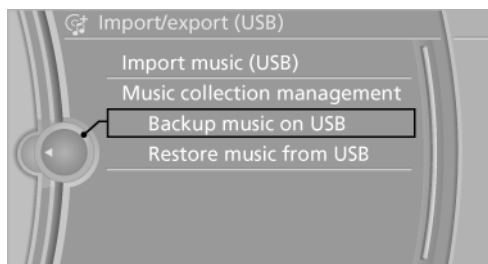 Import/export (USB)
Import music (USB)
Music collection management
Backup music on USB
Restore music from USB